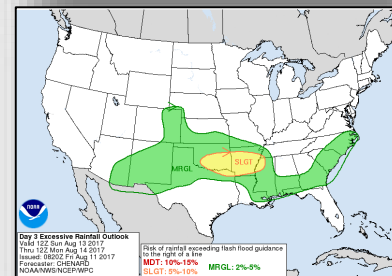 MRGL
SLGT
NOAA
Day 3 Excessive Rainfall Outlook
Valid 12Z Sun Aug 13 2017
Thru 12Z Mon Aug 14 2017
Issued: 0820Z Fri Aug 11 2017
Forecaster: CHENARD
NOAA/NWS/NCEP/WPC
Risk of rainfall exceeding flash flood guidance
to the right of a line
MDT: 10%-15%
SLGT: 5%-10%
MRGL: 2%-5%